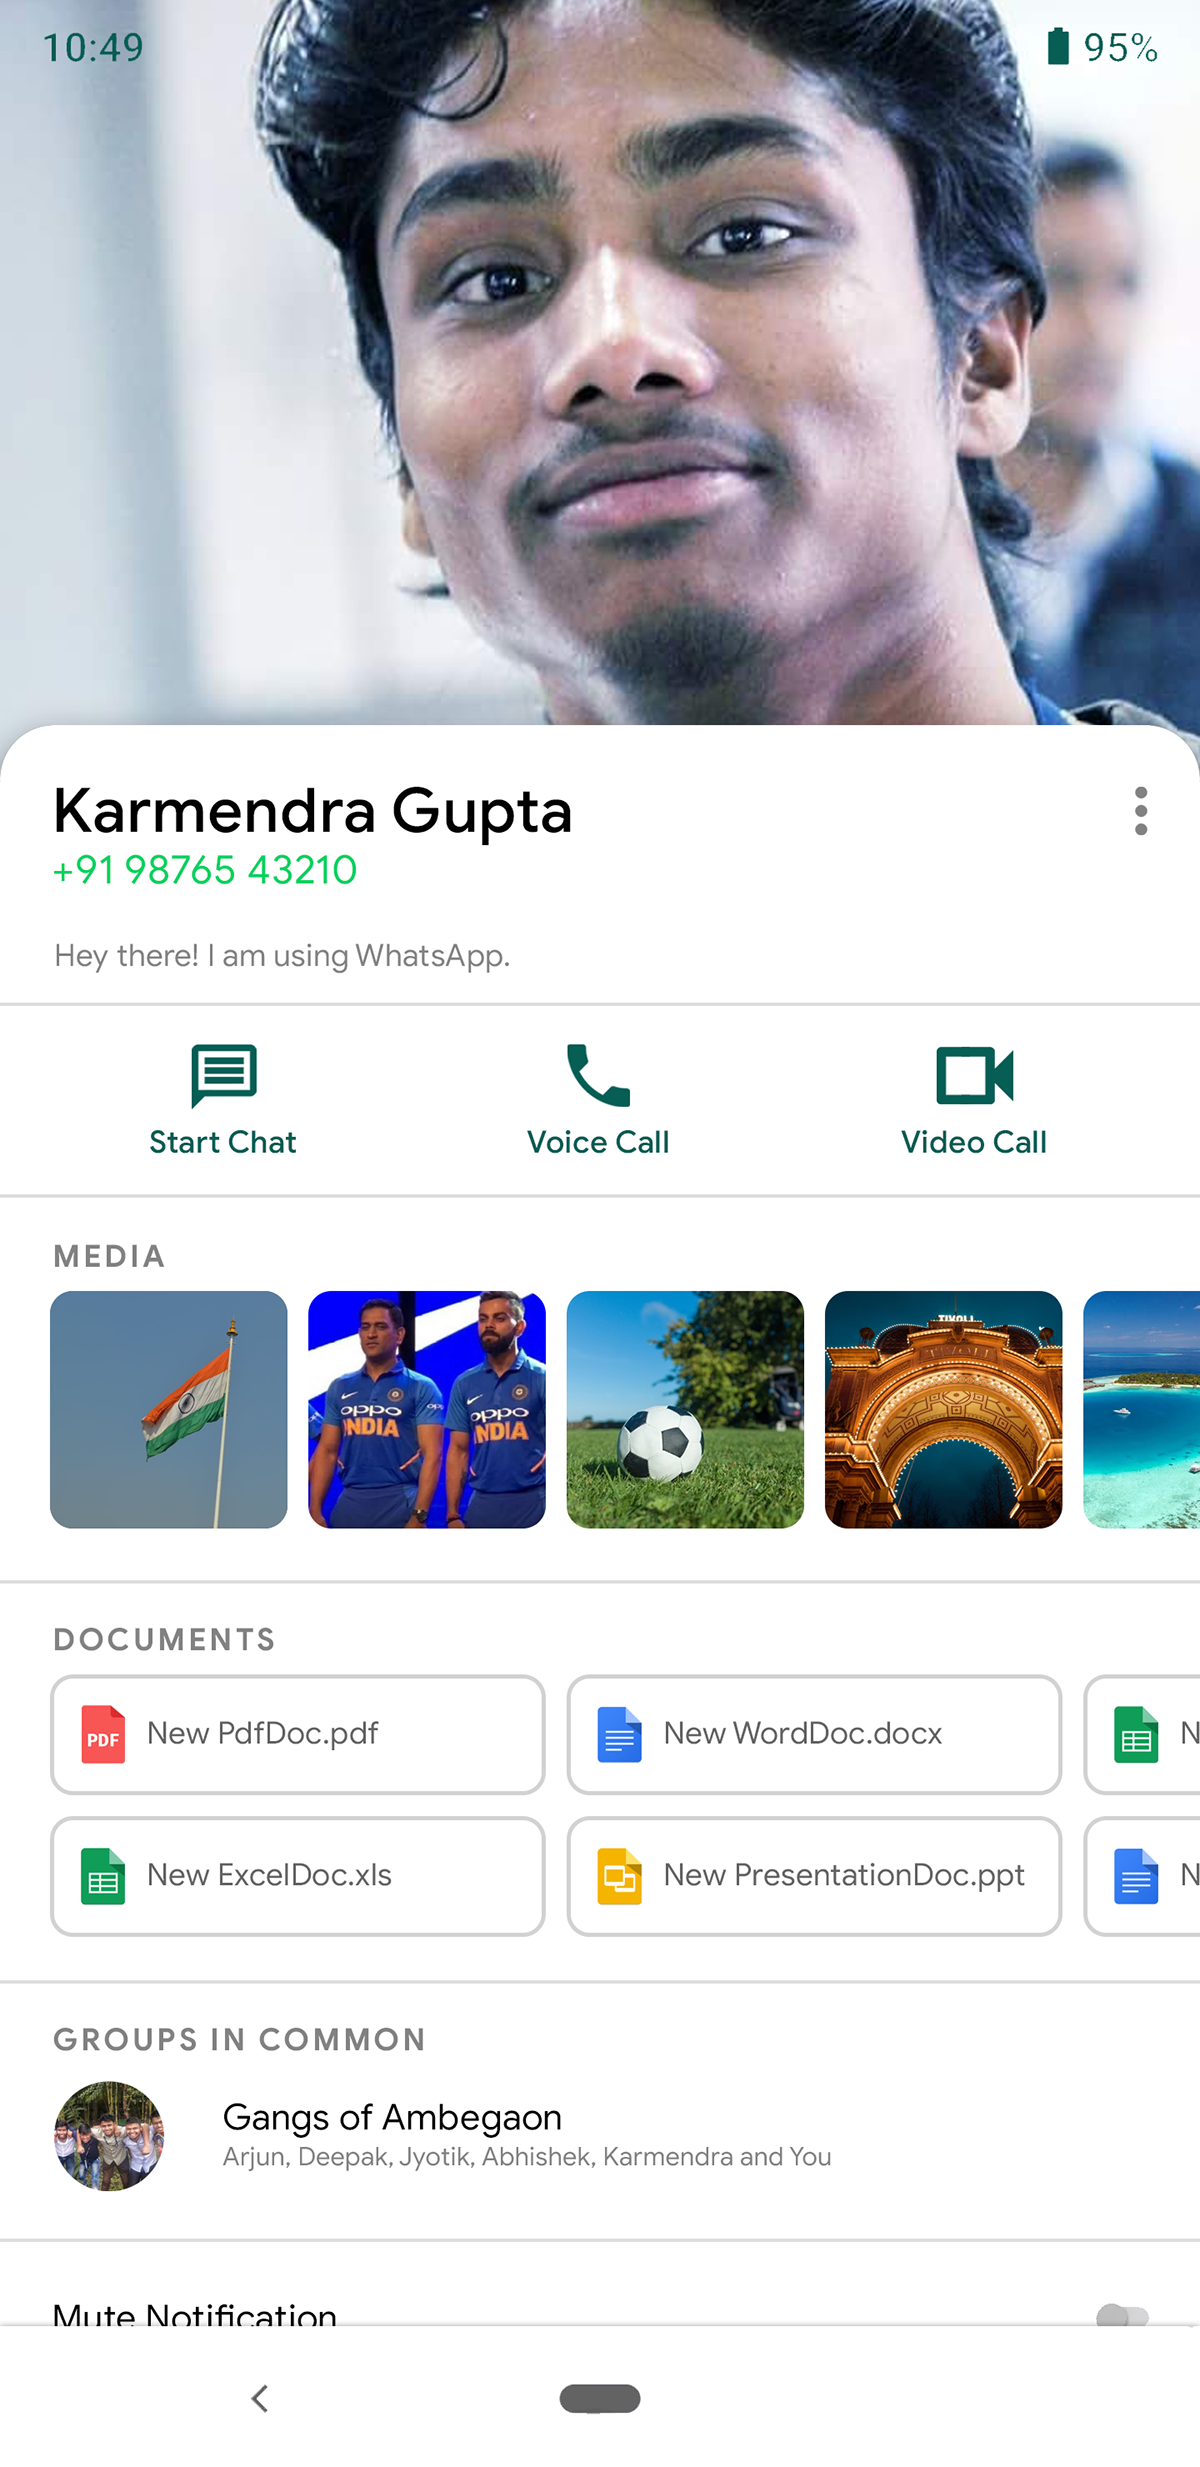 10:49
95%
Karmendra Gupta
+91 98765 43210
Hey there! I am using WhatsApp.
Start Chat
Voice Call
Video Call
MEDIA
oppo
INDIA
oppo
INDIA
TIVOLI
TIVOLI
DOCUMENTS
PDF
New PdfDoc.pdf
New WordDoc.docx
N
New ExcelDoc.xls
New PresentationDoc.ppt
N
GROUPS IN COMMON
Gangs of Ambegaon
Arjun, Deepak, Jyotik, Abhishek, Karmendra and You
Mute Notification